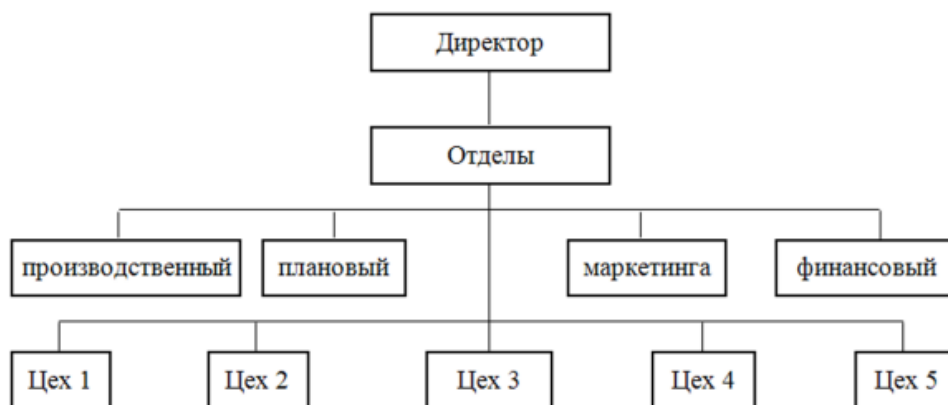 Директор
Отделы
производственный
плановый
маркетинга
финансовый
Цех 1
Цех 2
Цех 3
Цех 4
Цех 5